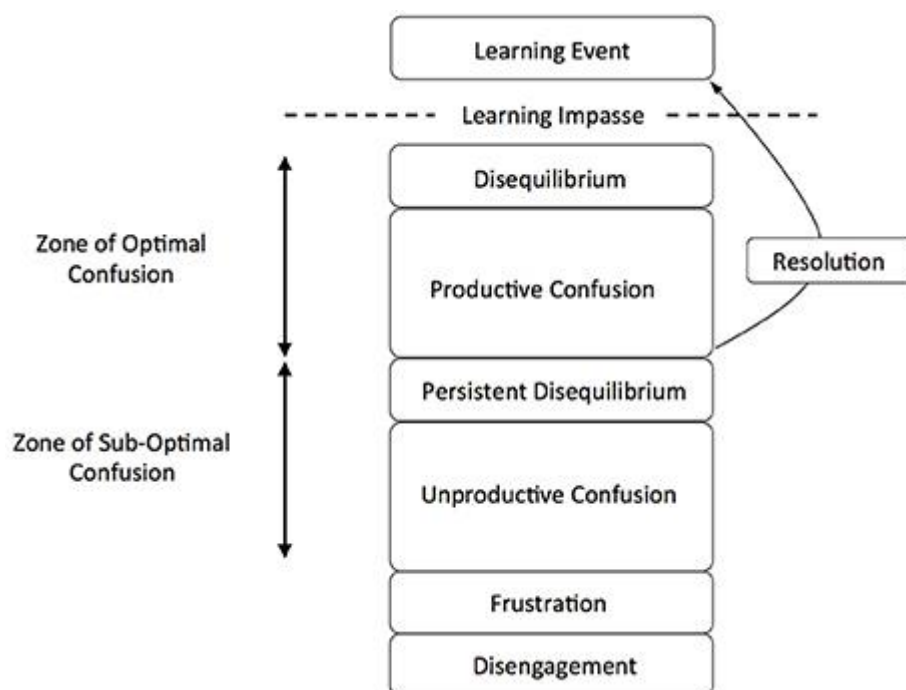 Learning Event
Learning Impasse
Disequilibrium
Zone of Optimal
Confusion
Productive Confusion
Resolution
Persistent Disequilibrium
Zone of Sub-Optimal
Confusion
Unproductive Confusion
Frustration
Disengagement